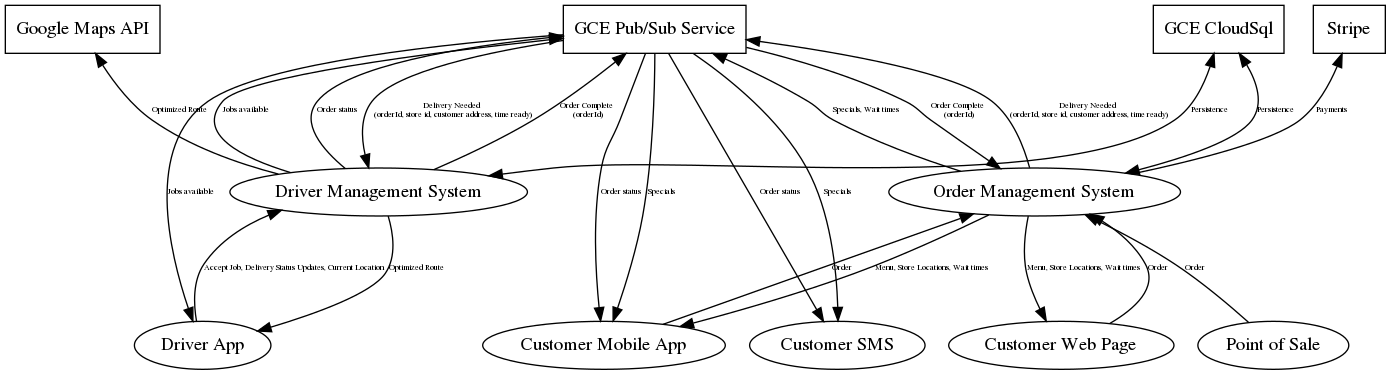 Google Maps API
GCE Pub/Sub Service
GCE CloudSql
Stripe
Optimized Route
Jobs available
Order status
Delivery Needed
(orderId, store id, customer address, time ready)
Order Complete
(orderId)
Specials, Wait times
Order Complete
(orderId)
Delivery Needed
(orderId, store id, customer address, time ready)
Persistence
Persistence
Payments
Jobs available
Driver Management System
Order status
Specials
Order status
Specials
Order Management System
Accept Job, Delivery Status Updates, Current Location
Optimized Route
Order
Menu, Store Locations, Wait times
Menu, Store Locations, Wait times
Order
Order
Driver App
Customer Mobile App
Customer SMS
Customer Web Page
Point of Sale